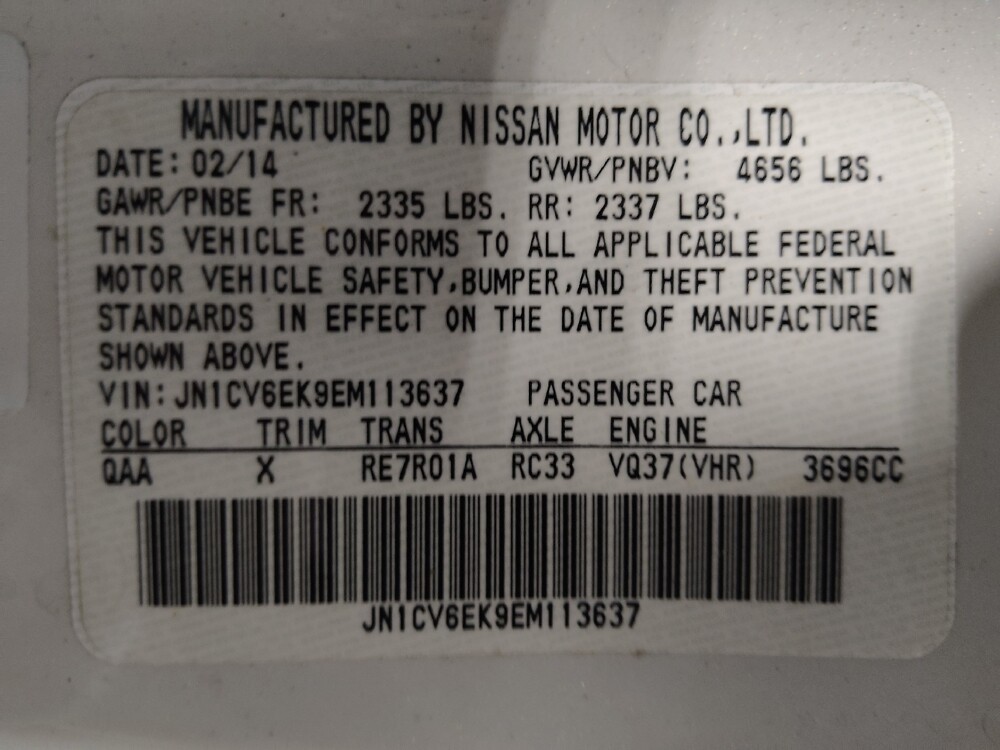 MANUFACTURED BY NISSAN MOTOR CO.,LTD.
DATE: 02/14 GVWR/PNBV: 4656 LBS.
GAWR/PNBE FR: 2335 LBS. RR: 2337 LBS.
THIS VEHICLE CONFORMS TO ALL APPLICABLE FEDERAL
MOTOR VEHICLE SAFETY,BUMPER,AND THEFT PREVENTION
STANDARDS IN EFFECT ON THE DATE OF MANUFACTURE
SHOWN ABOVE.
VIN: JN1CV6EK9EM113637 PASSENGER CAR
COLOR TRIM TRANS AXLE ENGINE
QAA X RE7R01A RC33 VQ37(VHR) 3696CC
JN1CV6EK9EM113637